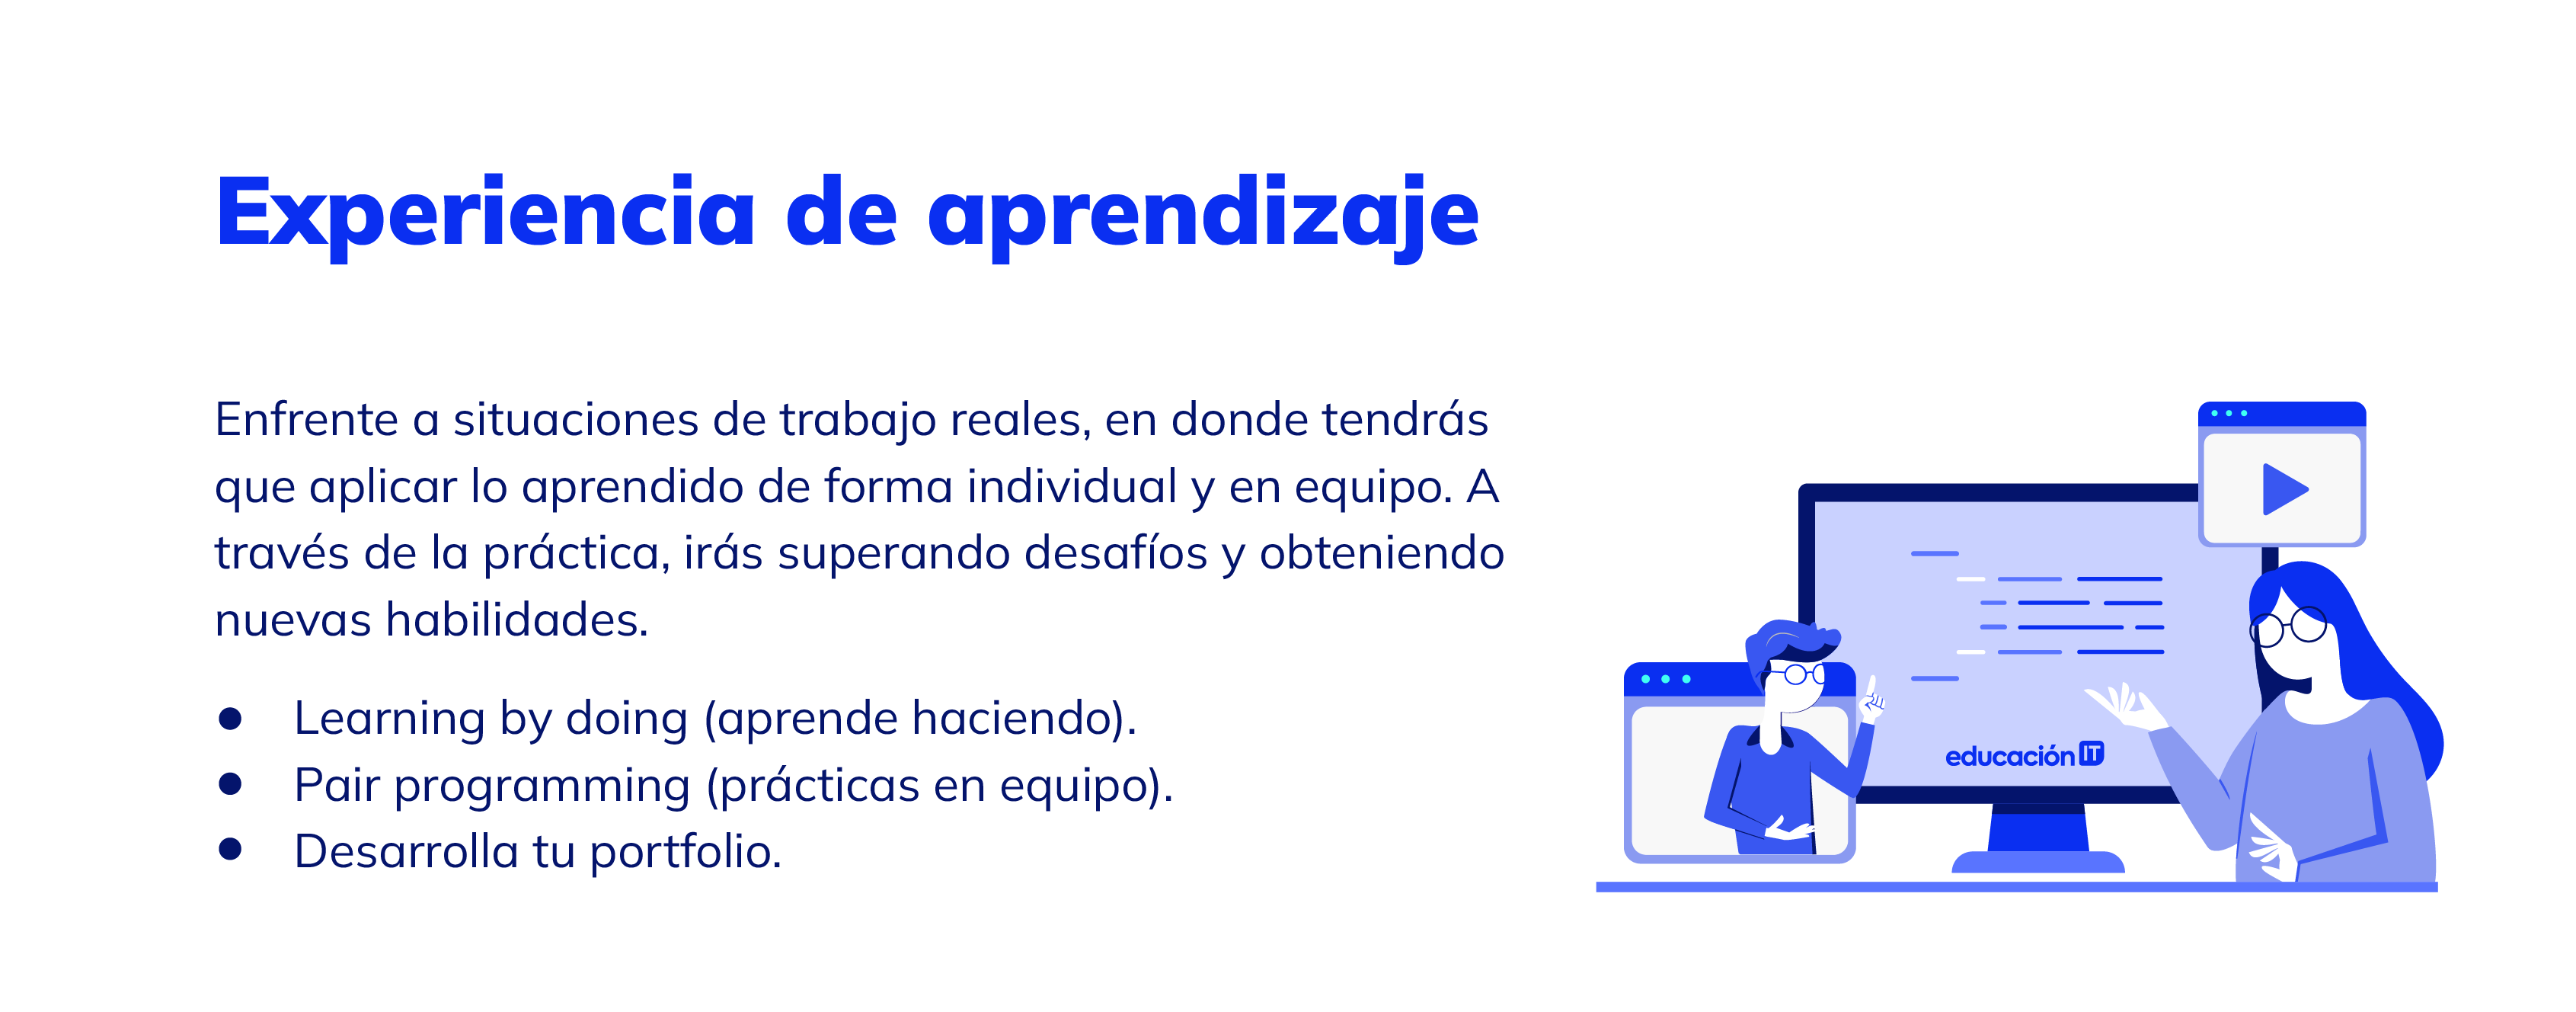 Experiencia de aprendizaje
Enfrente a situaciones de trabajo reales, en donde tendrás
que aplicar lo aprendido de forma individual y en equipo. A
través de la práctica, irás superando desafíos y obteniendo
nuevas habilidades.
● Learning by doing (aprende haciendo).
● Pair programming (prácticas en equipo).
● Desarrolla tu portfolio.
educación IT